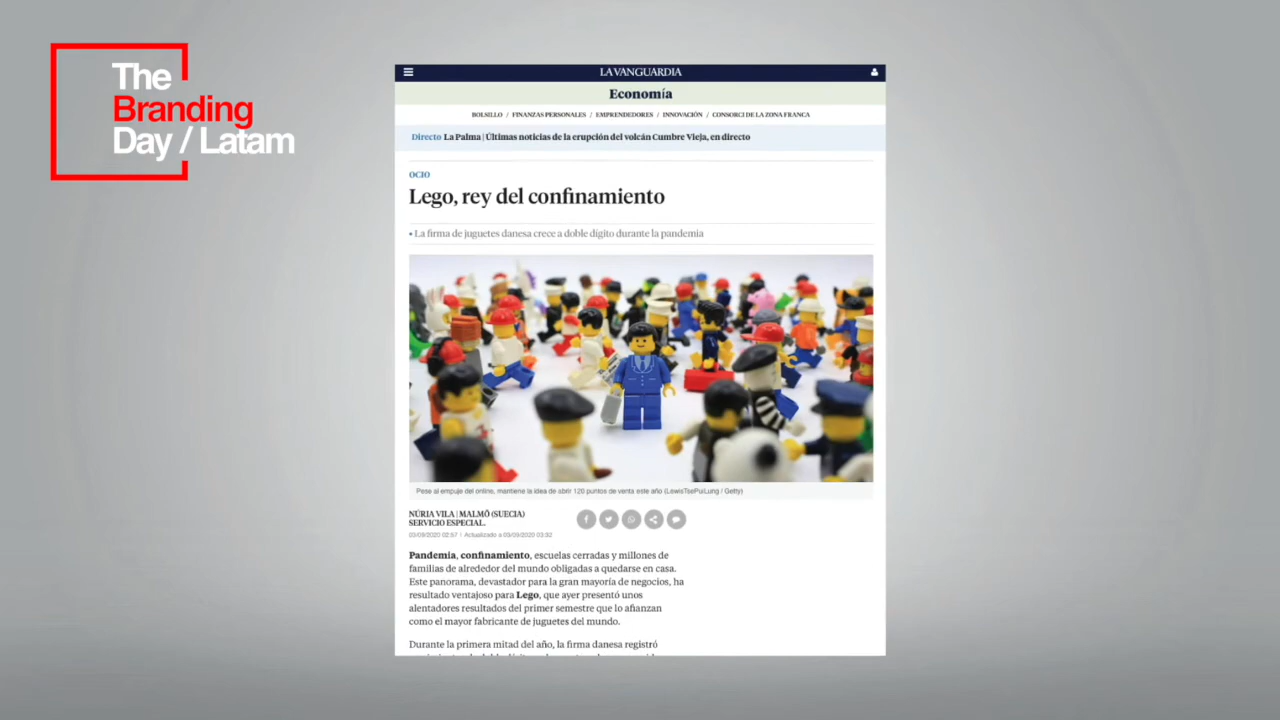 The
Branding
Day / Latam
LA VANGUARDIA
Economía
BOLSILLO / FINANZAS PERSONALES / EMPRENDEDORES / INNOVACIÓN / CONSORCI DE LA ZONA FRANCA
Directo La Palma | Últimas noticias de la erupción del volcán Cumbre Vieja, en directo
OCIO
Lego, rey del confinamiento
• La firma de juguetes danesa crece a doble dígito durante la pandemia
Pese al empuje del online, mantiene la idea de abrir 120 puntos de venta este año (LewisTsePuiLung / Getty)
NÚRIA VILA | MALMÖ (SUECIA)
SERVICIO ESPECIAL.
03/09/2020 02:57 | Actualizado a 03/09/2020 03:32
Pandemia, confinamiento, escuelas cerradas y millones de
familias de alrededor del mundo obligadas a quedarse en casa.
Este panorama, devastador para la gran mayoría de negocios, ha
resultado ventajoso para Lego, que ayer presentó unos
alentadores resultados del primer semestre que lo afianzan
como el mayor fabricante de juguetes del mundo.
Durante la primera mitad del año, la firma danesa registró